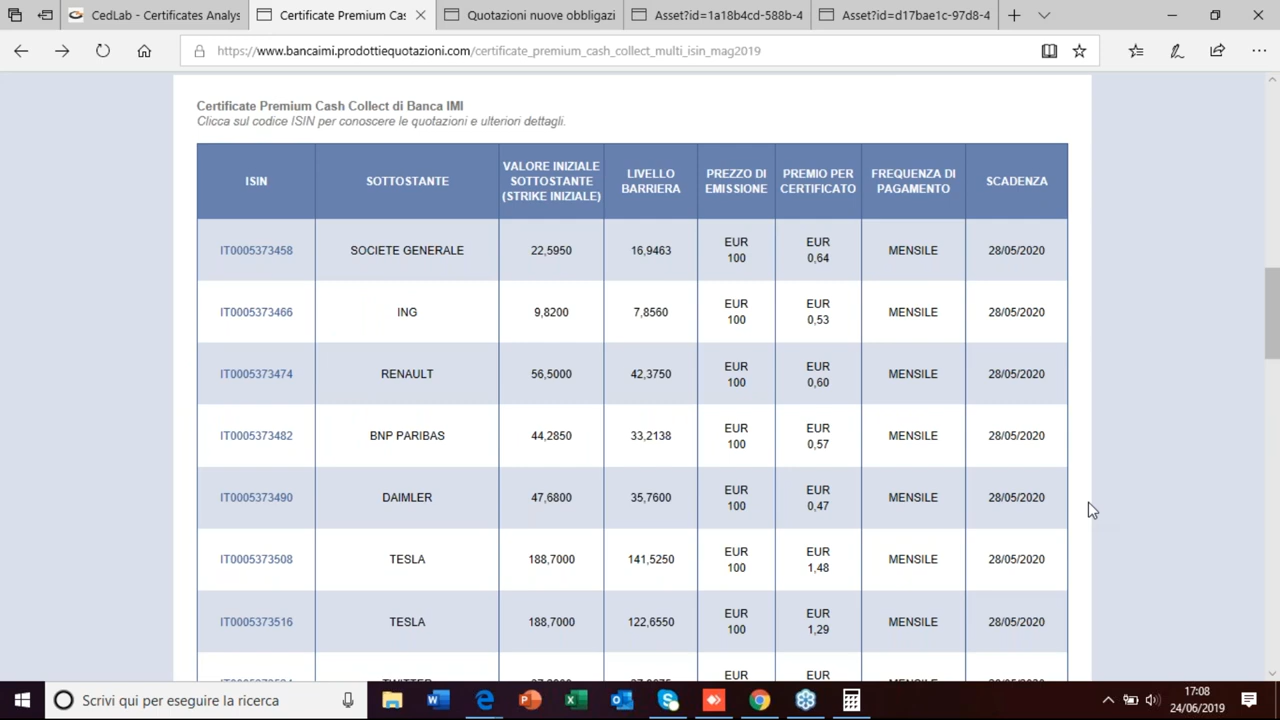 CedLab - Certificates Analys
Certificate Premium Cas
Quotazioni nuove obbligazi
Asset?id=1a18b4cd-588b-4
Asset?id=d17bae1c-97d8-4
https://www.bancaimi.prodottiequotazioni.com/certificate_premium_cash_collect_multi_isin_mag2019
Certificate Premium Cash Collect di Banca IMI
Clicca sul codice ISIN per conoscere le quotazioni e ulteriori dettagli.
ISIN SOTTOSTANTE VALORE INIZIALE SOTTOSTANTE (STRIKE INIZIALE) LIVELLO BARRIERA PREZZO DI EMISSIONE PREMIO PER CERTIFICATO FREQUENZA DI PAGAMENTO SCADENZA
IT0005373458 SOCIETE GENERALE 22,5950 16,9463 EUR 100 EUR 0,64 MENSILE 28/05/2020
IT0005373466 ING 9,8200 7,8560 EUR 100 EUR 0,53 MENSILE 28/05/2020
IT0005373474 RENAULT 56,5000 42,3750 EUR 100 EUR 0,60 MENSILE 28/05/2020
IT0005373482 BNP PARIBAS 44,2850 33,2138 EUR 100 EUR 0,57 MENSILE 28/05/2020
IT0005373490 DAIMLER 47,6800 35,7600 EUR 100 EUR 0,47 MENSILE 28/05/2020
IT0005373508 TESLA 188,7000 141,5250 EUR 100 EUR 1,48 MENSILE 28/05/2020
IT0005373516 TESLA 188,7000 122,6550 EUR 100 EUR 1,29 MENSILE 28/05/2020
EUR EUR
Scrivi qui per eseguire la ricerca
17:08
24/06/2019